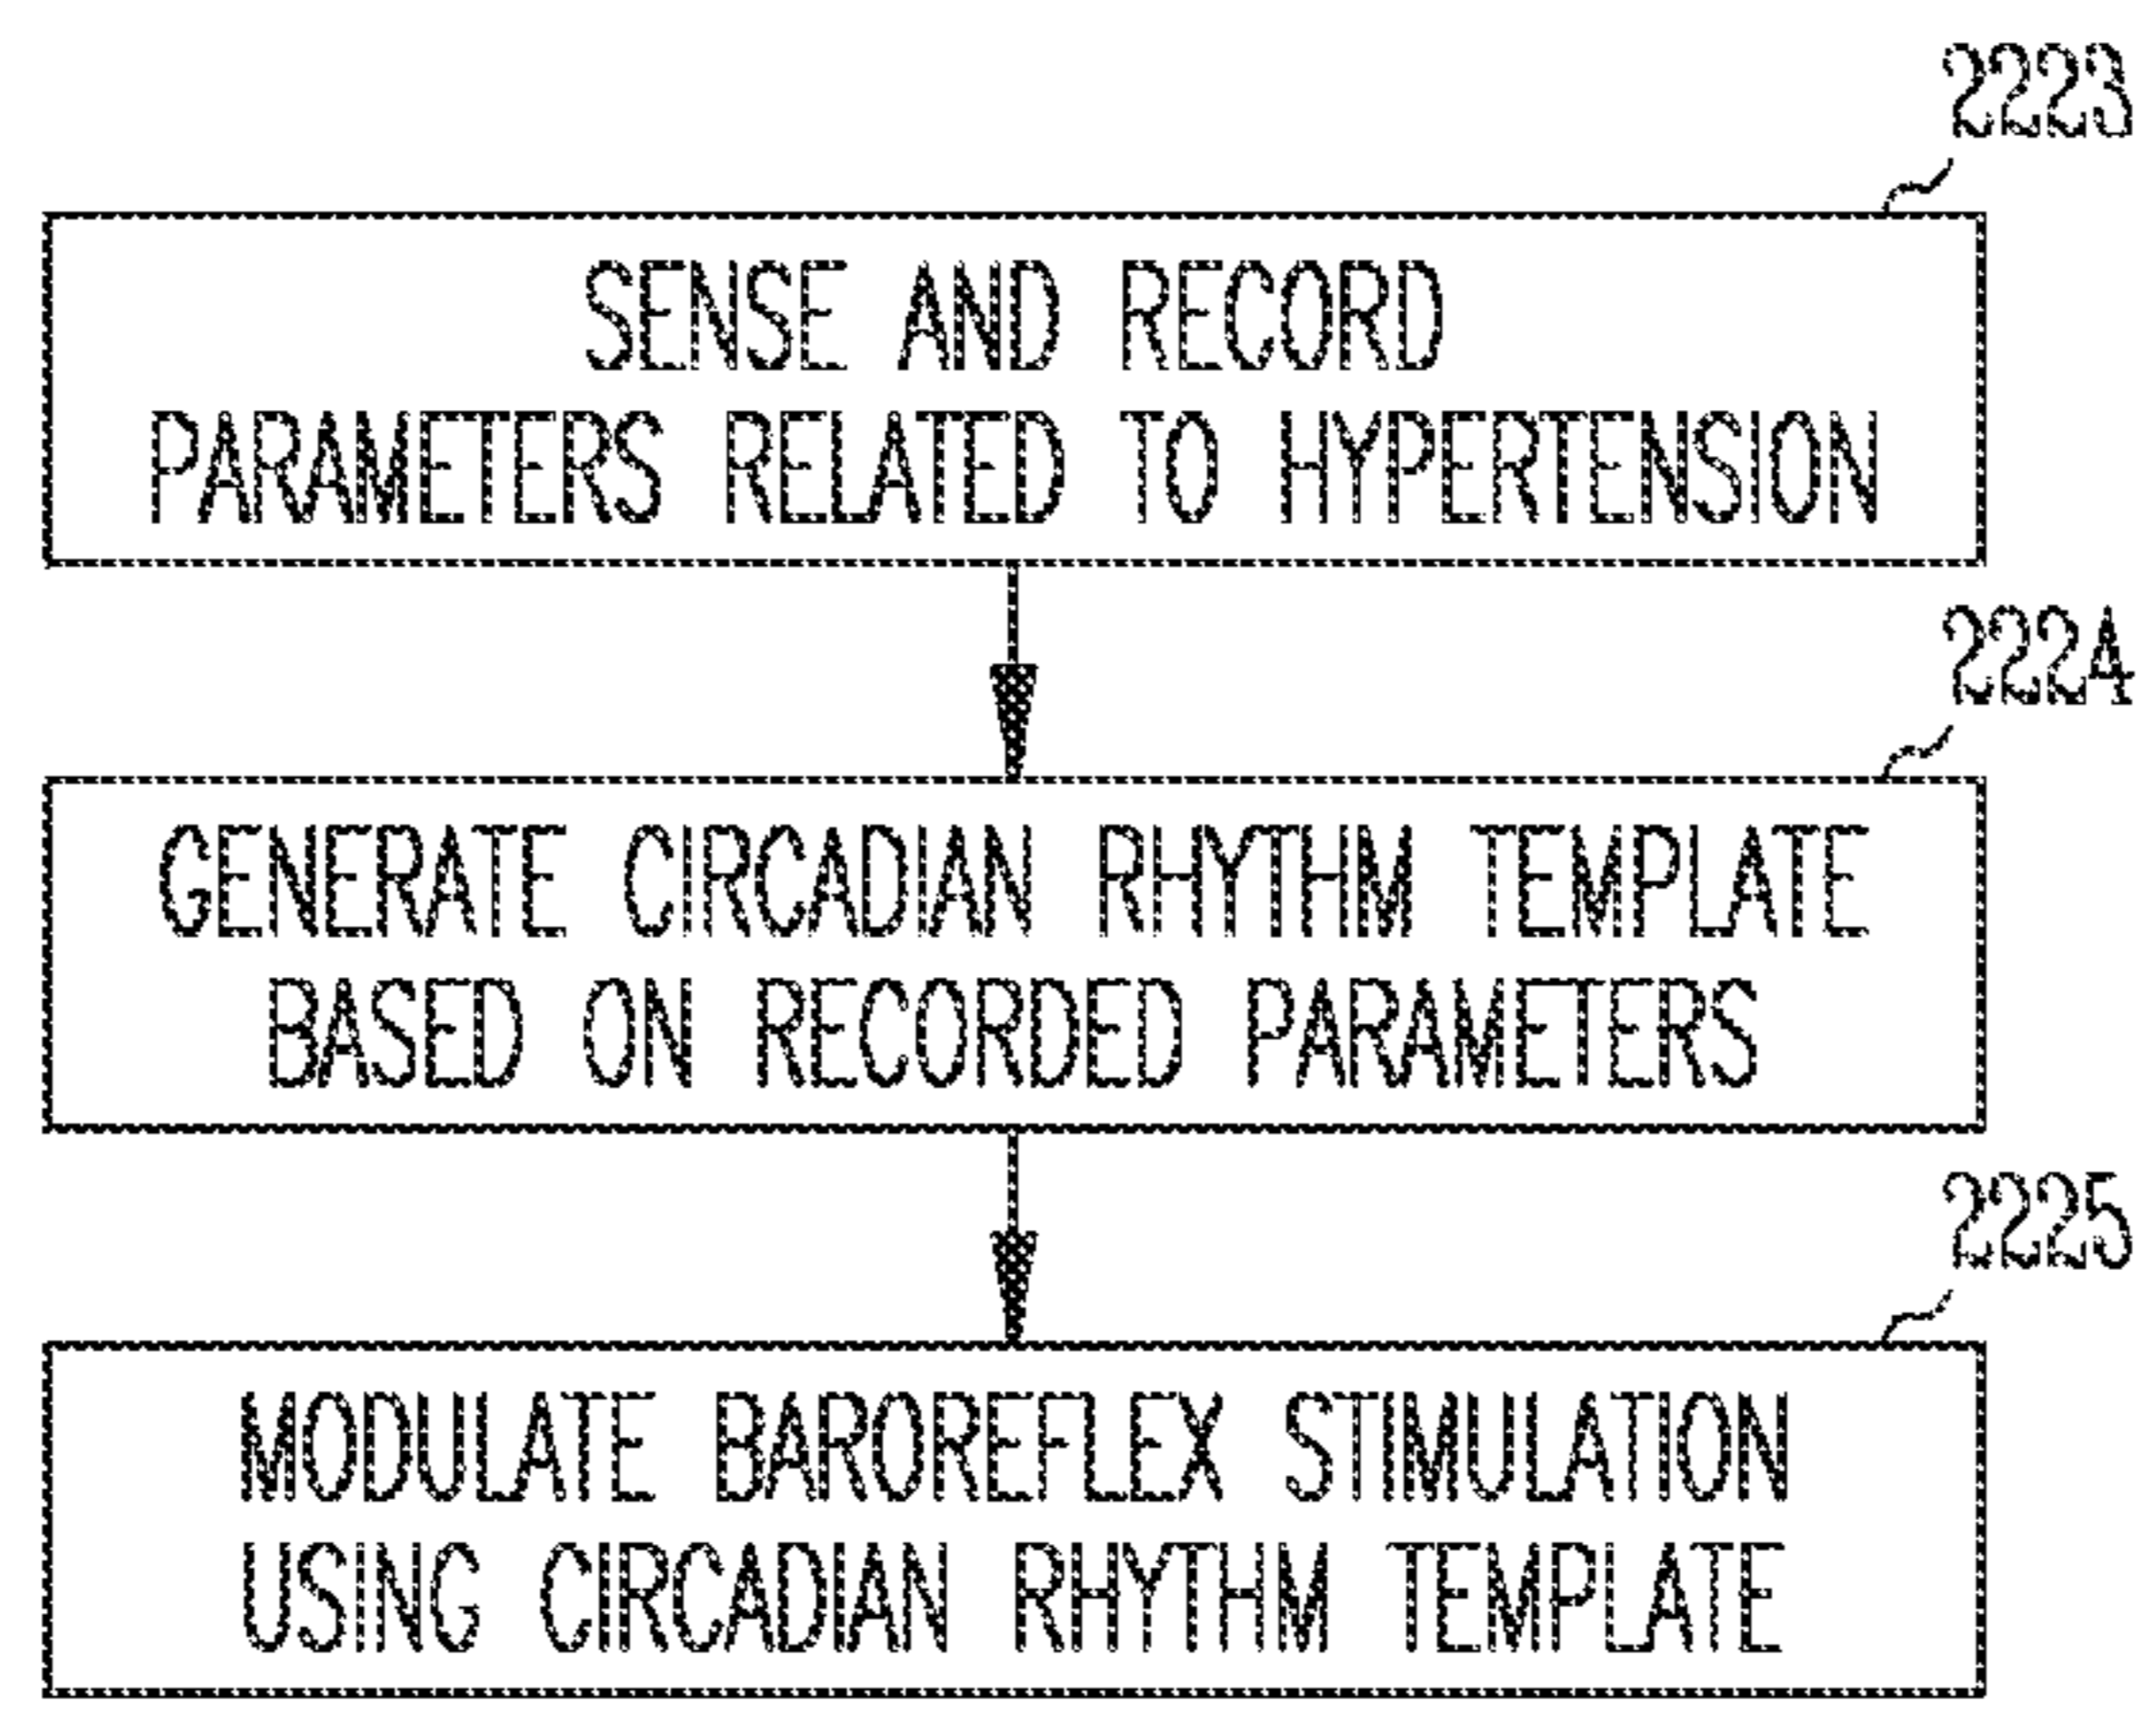 2223
SENSE AND RECORD
PARAMETERS RELATED TO HYPERTENSION
2224
GENERATE CIRCADIAN RHYTHM TEMPLATE
BASED ON RECORDED PARAMETERS
2225
MODULATE BAROREFLEX STIMULATION
USING CIRCADIAN RHYTHM TEMPLATE